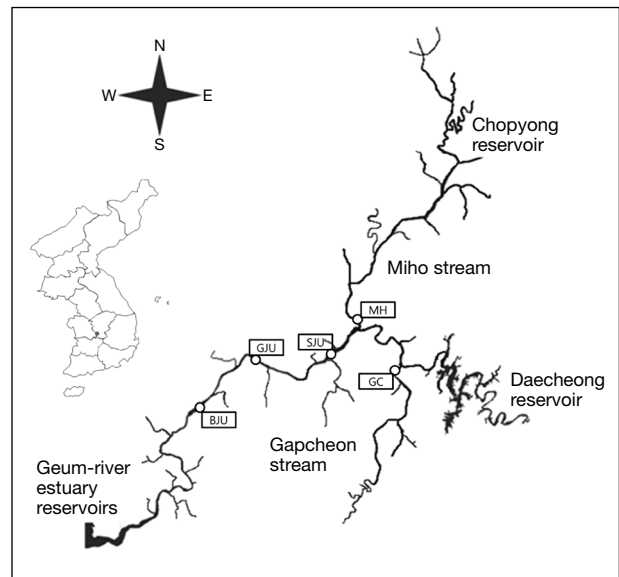 N
W E
S
Chopyong
reservoir
Miho stream
MH
SJU
GJU
GC
BJU
Daecheong
reservoir
Gapcheon
stream
Geum-river
estuary
reservoirs